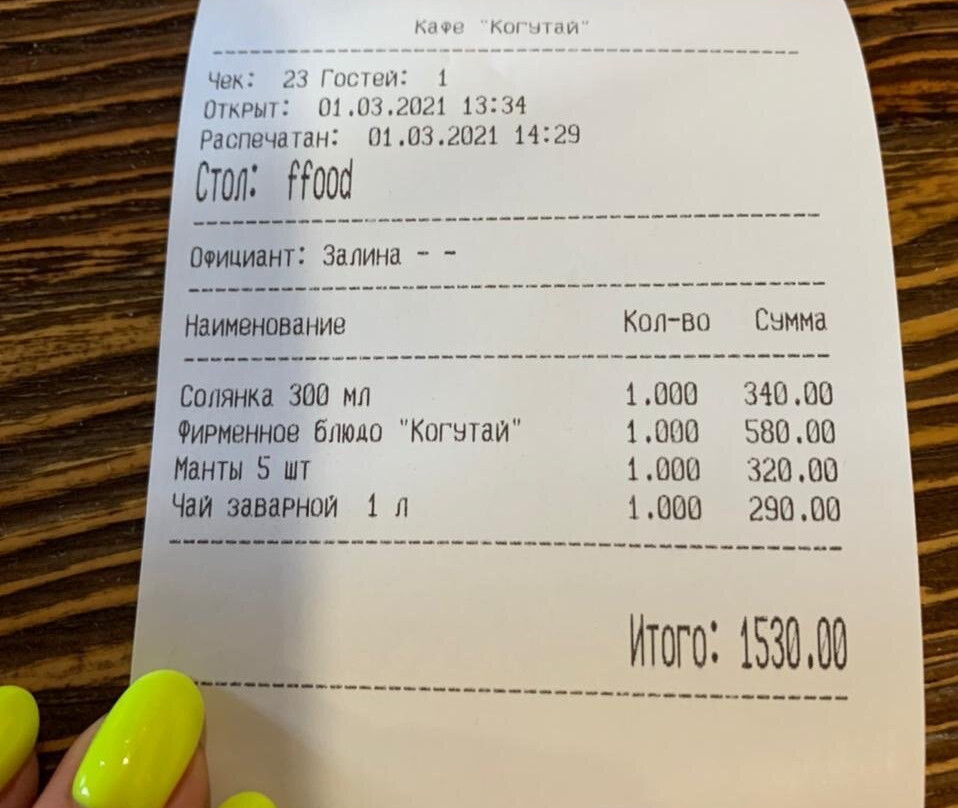 Кафе "Когутай"
Чек: 23 Гостей: 1
Открыт: 01.03.2021 13:34
Распечатан: 01.03.2021 14:29
Стол: ffood
Официант: Залина - -
Наименование Кол-во Сумма
Солянка 300 мл 1.000 340.00
Фирменное блюдо "Когутай" 1.000 580.00
Манты 5 шт 1.000 320.00
Чай заварной 1 л 1.000 290.00
Итого: 1530.00